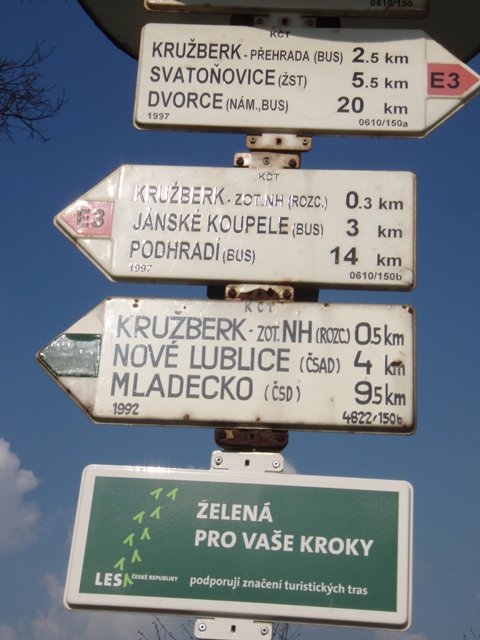 0610/150
KČT
KRUŽBERK - PŘEHRADA (BUS) 2.5 km
SVATOŇOVICE (ŽST) 5.5 km
DVORCE (NÁM.,BUS) 20 km
E3
1997 0610/150a
KČT
KRUŽBERK - ZOT.NH (ROZC.) 0.3 km
E3
JÁNSKÉ KOUPELE (BUS) 3 km
PODHRADÍ (BUS) 14 km
1997 0610/150b
KČT
KRUŽBERK - ZOT.NH (ROZC) 0.5 km
NOVÉ LUBLICE (ČSAD) 4 km
MLADECKO (ČSD) 9.5 km
1992 4822/150b
ŽELENÁ
PRO VAŠE KROKY
LESY ČESKÉ REPUBLIKY podporují značení turistických tras